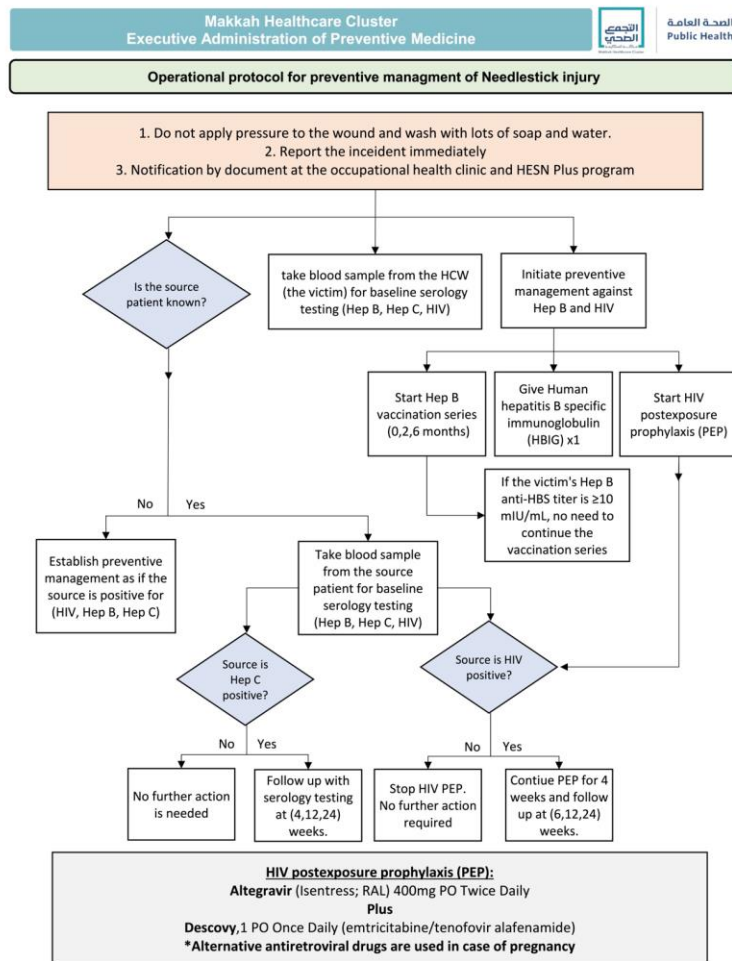 Makkah Healthcare Cluster
Executive Administration of Preventive Medicine
التجمع
الصحي
الصحة العامة
Public Health
Operational protocol for preventive managment of Needlestick injury
1. Do not apply pressure to the wound and wash with lots of soap and water.
2. Report the inceident immediately
3. Notification by document at the occupational health clinic and HESN Plus program
Is the source
patient known?
take blood sample from the HCW
(the victim) for baseline serology
testing (Hep B, Hep C, HIV)
Initiate preventive
management against
Hep B and HIV
Start Hep B
vaccination series
(0,2,6 months)
Give Human
hepatitis B specific
immunoglobulin
(HBIG) x1
Start HIV
postexposure
prophylaxis (PEP)
If the victim's Hep B
anti-HBS titer is ≥10
mIU/mL, no need to
continue the
vaccination series
No Yes
Establish preventive
management as if the
source is positive for
(HIV, Hep B, Hep C)
Take blood sample
from the source
patient for baseline
serology testing
(Hep B, Hep C, HIV)
Source is
Hep C
positive?
Source is HIV
positive?
No Yes
No Yes
No further action
is needed
Follow up with
serology testing
at (4,12,24)
weeks.
Stop HIV PEP.
No further action
required
Contiue PEP for 4
weeks and follow
up at (6,12,24)
weeks.
HIV postexposure prophylaxis (PEP):
Altegravir (Isentress; RAL) 400mg PO Twice Daily
Plus
Descovy,1 PO Once Daily (emtricitabine/tenofovir alafenamide)
*Alternative antiretroviral drugs are used in case of pregnancy